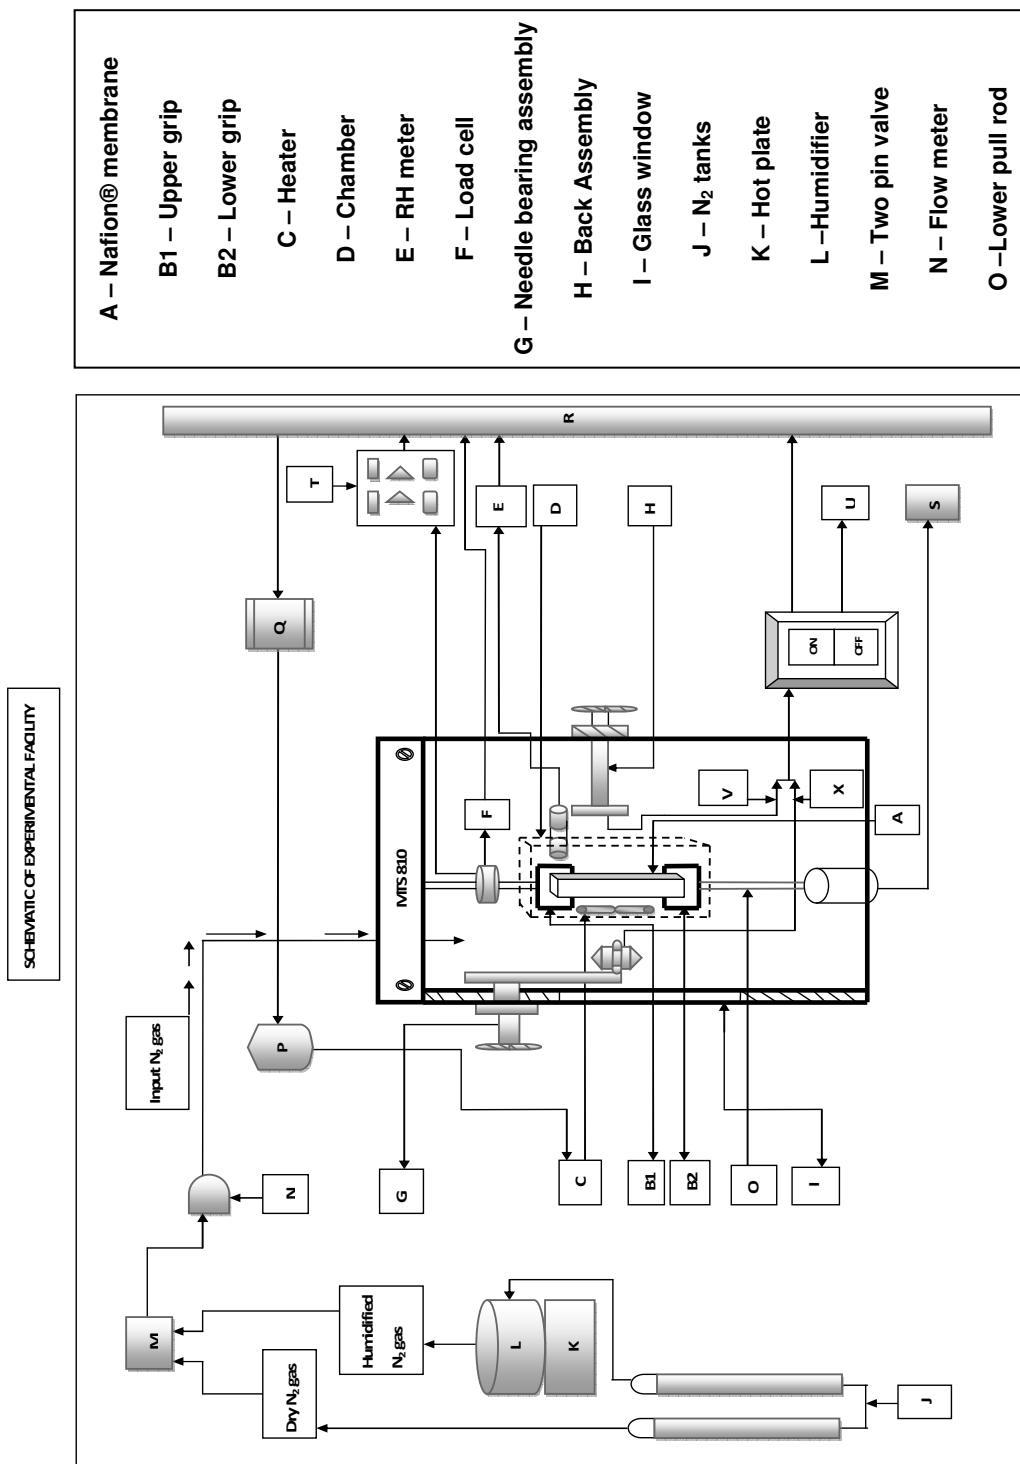 SCHEMATIC OF EXPERIMENTAL FACILITY
Input N₂ gas
M
N
Dry N₂ gas
Humidified
N₂ gas
L
K
J
P
Q
R
T
G
C
B1
B2
O
I
MTS 810
F
E
D
H
V
X
A
ON
OFF
U
S
A – Nafion® membrane
B1 – Upper grip
B2 – Lower grip
C – Heater
D – Chamber
E – RH meter
F – Load cell
G – Needle bearing assembly
H – Back Assembly
I – Glass window
J – N₂ tanks
K – Hot plate
L –Humidifier
M – Two pin valve
N – Flow meter
O –Lower pull rod